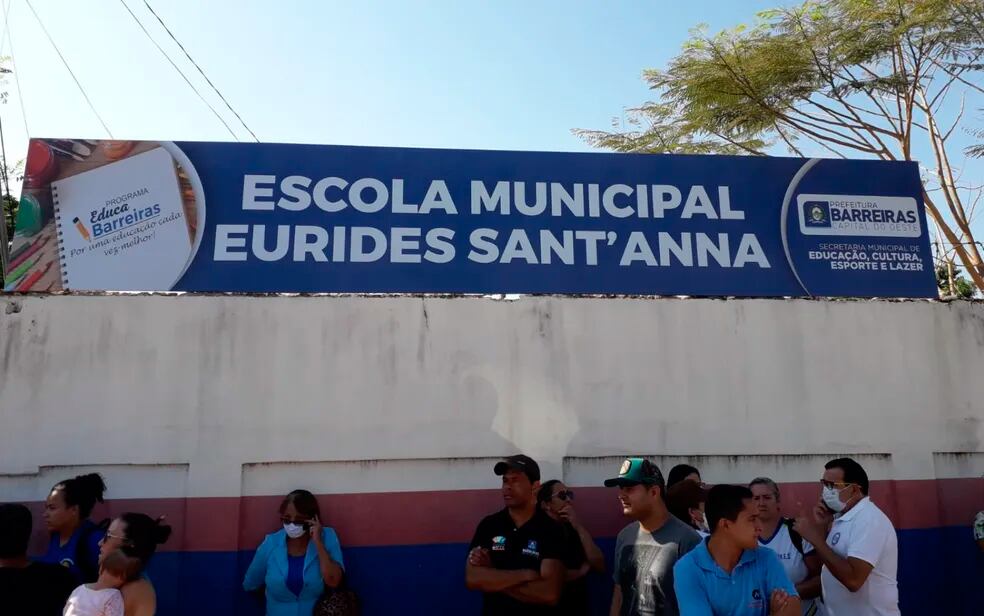 PROGRAMA
Educa
Barreiras
Por uma educação cada
vez melhor!
ESCOLA MUNICIPAL
EURIDES SANT'ANNA
PREFEITURA
BARREIRAS
CAPITAL DO OESTE
SECRETARIA MUNICIPAL DE
EDUCAÇÃO, CULTURA,
ESPORTE E LAZER